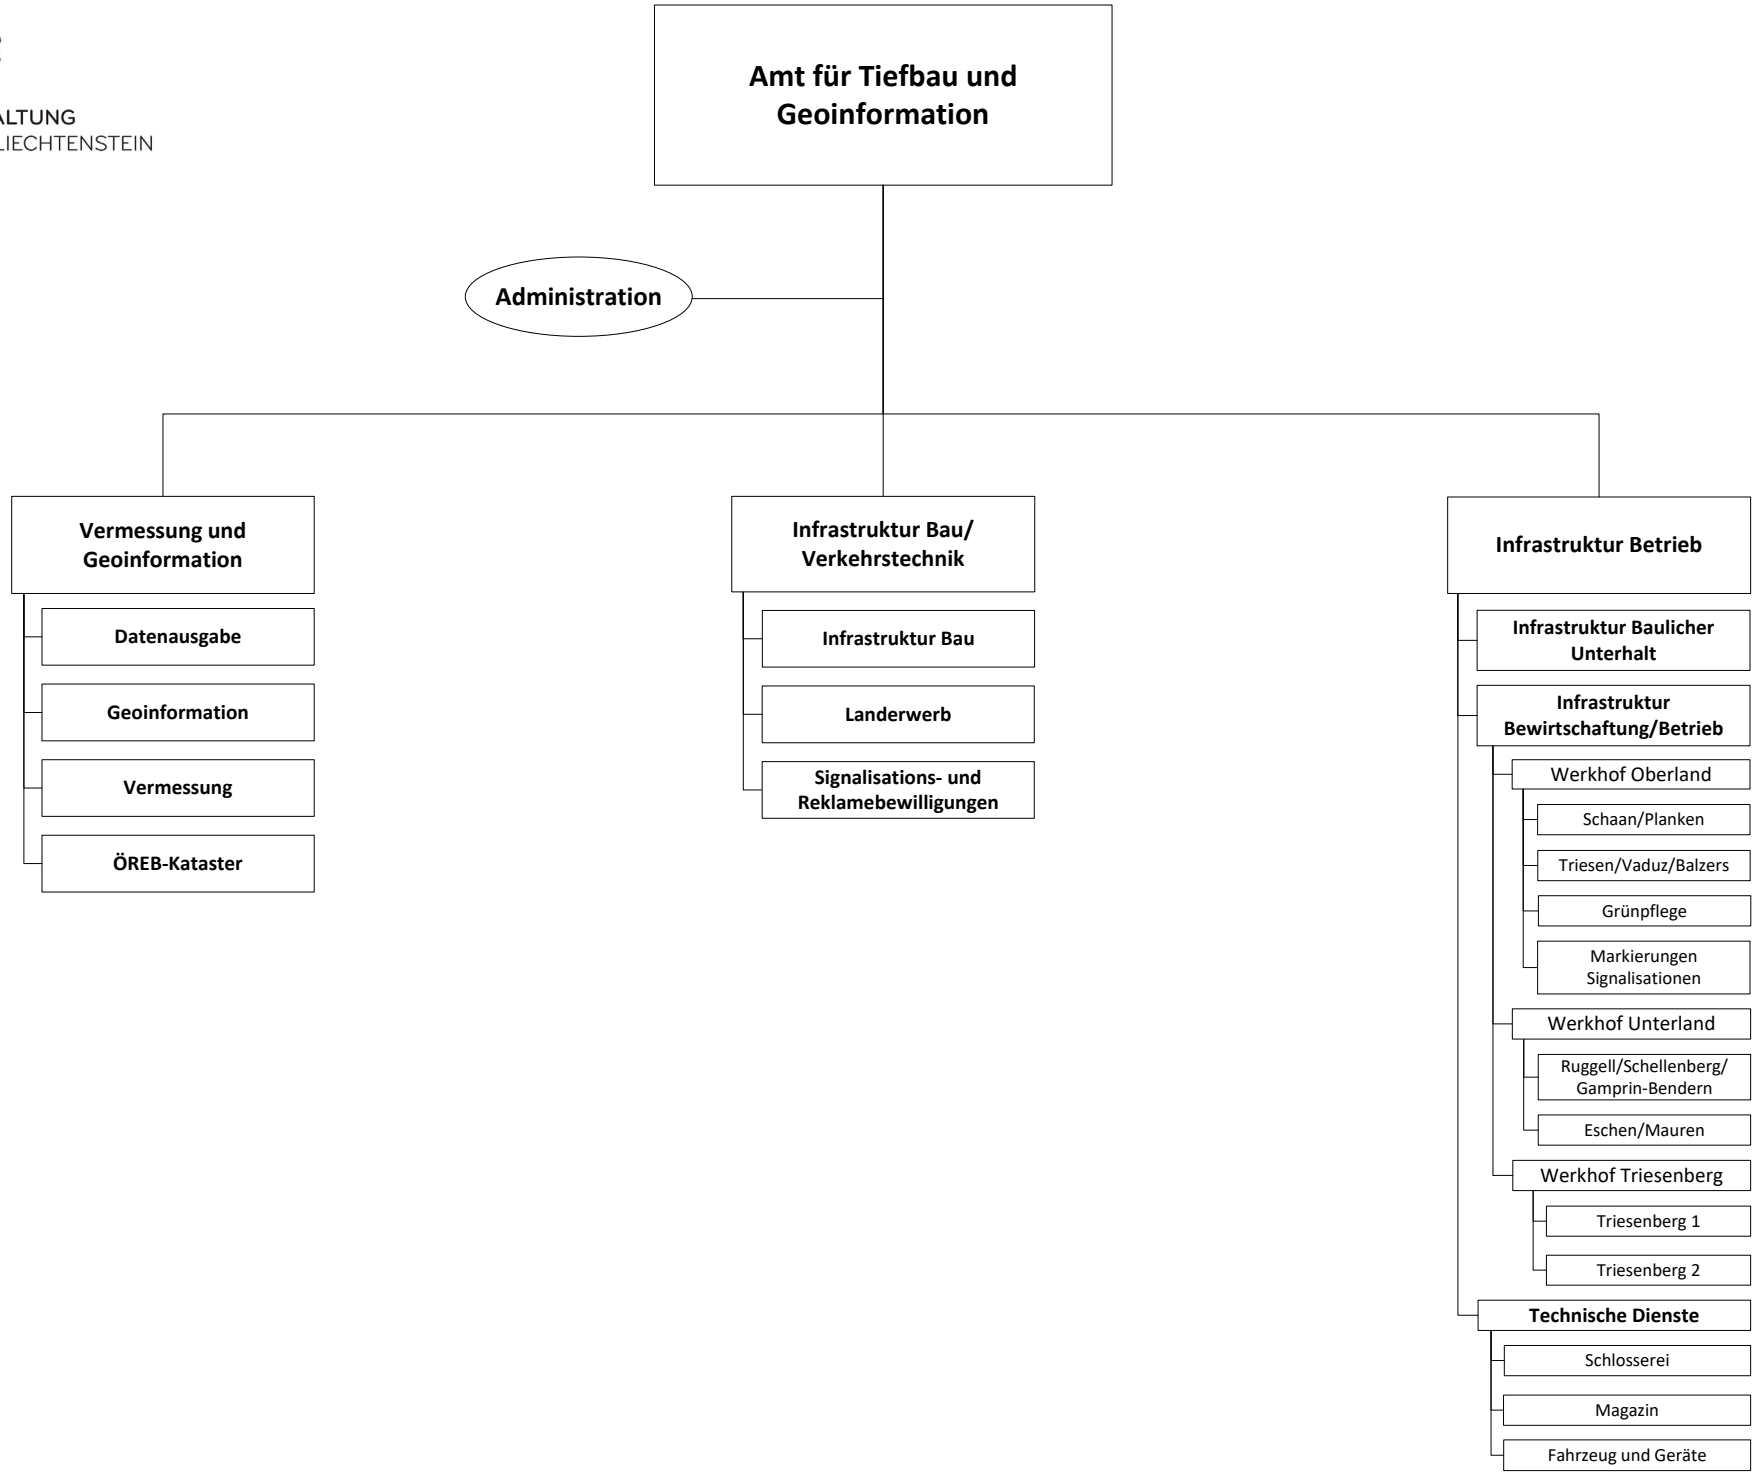 ALTUNG
LIECHTENSTEIN
Amt für Tiefbau und
Geoinformation
Administration
Vermessung und
Geoinformation
Datenausgabe
Geoinformation
Vermessung
ÖREB-Kataster
Infrastruktur Bau/
Verkehrstechnik
Infrastruktur Bau
Landerwerb
Signalisations- und
Reklamebewilligungen
Infrastruktur Betrieb
Infrastruktur Baulicher
Unterhalt
Infrastruktur
Bewirtschaftung/Betrieb
Werkhof Oberland
Schaan/Planken
Triesen/Vaduz/Balzers
Grünpflege
Markierungen
Signalisationen
Werkhof Unterland
Ruggell/Schellenberg/
Gamprin-Bendern
Eschen/Mauren
Werkhof Triesenberg
Triesenberg 1
Triesenberg 2
Technische Dienste
Schlosserei
Magazin
Fahrzeug und Geräte